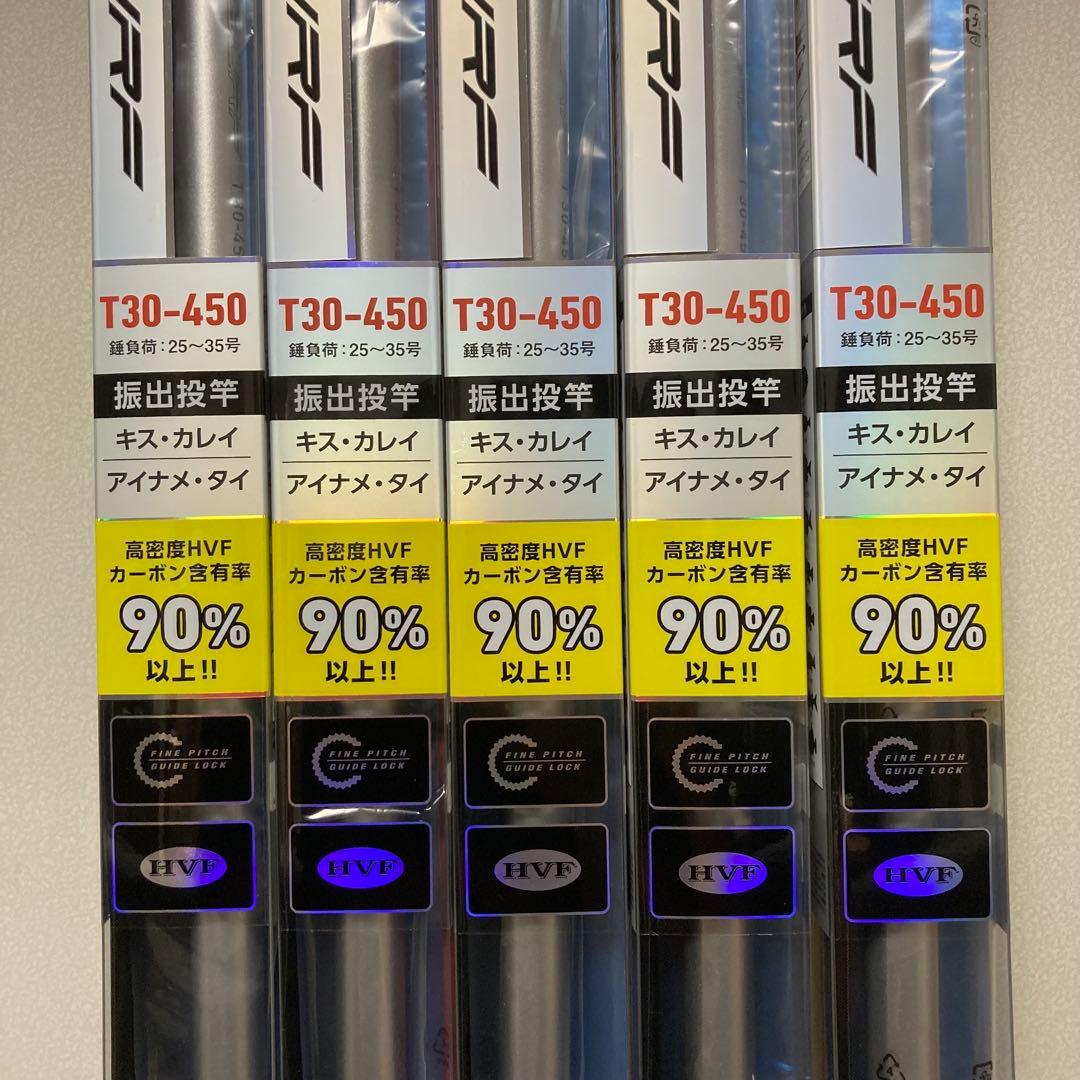 T30-450
錘負荷:25〜35号
振出投竿
キス・カレイ
アイナメ・タイ
高密度HVF
カーボン含有率
90%
以上!!
FINE PITCH
GUIDE LOCK
HVF
T30-450
錘負荷:25〜35号
振出投竿
キス・カレイ
アイナメ・タイ
高密度HVF
カーボン含有率
90%
以上!!
FINE PITCH
GUIDE LOCK
HVF
T30-450
錘負荷:25〜35号
振出投竿
キス・カレイ
アイナメ・タイ
高密度HVF
カーボン含有率
90%
以上!!
FINE PITCH
GUIDE LOCK
HVF
T30-450
錘負荷:25〜35号
振出投竿
キス・カレイ
アイナメ・タイ
高密度HVF
カーボン含有率
90%
以上!!
FINE PITCH
GUIDE LOCK
HVF
T30-450
錘負荷:25〜35号
振出投竿
キス・カレイ
アイナメ・タイ
高密度HVF
カーボン含有率
90%
以上!!
FINE PITCH
GUIDE LOCK
HVF